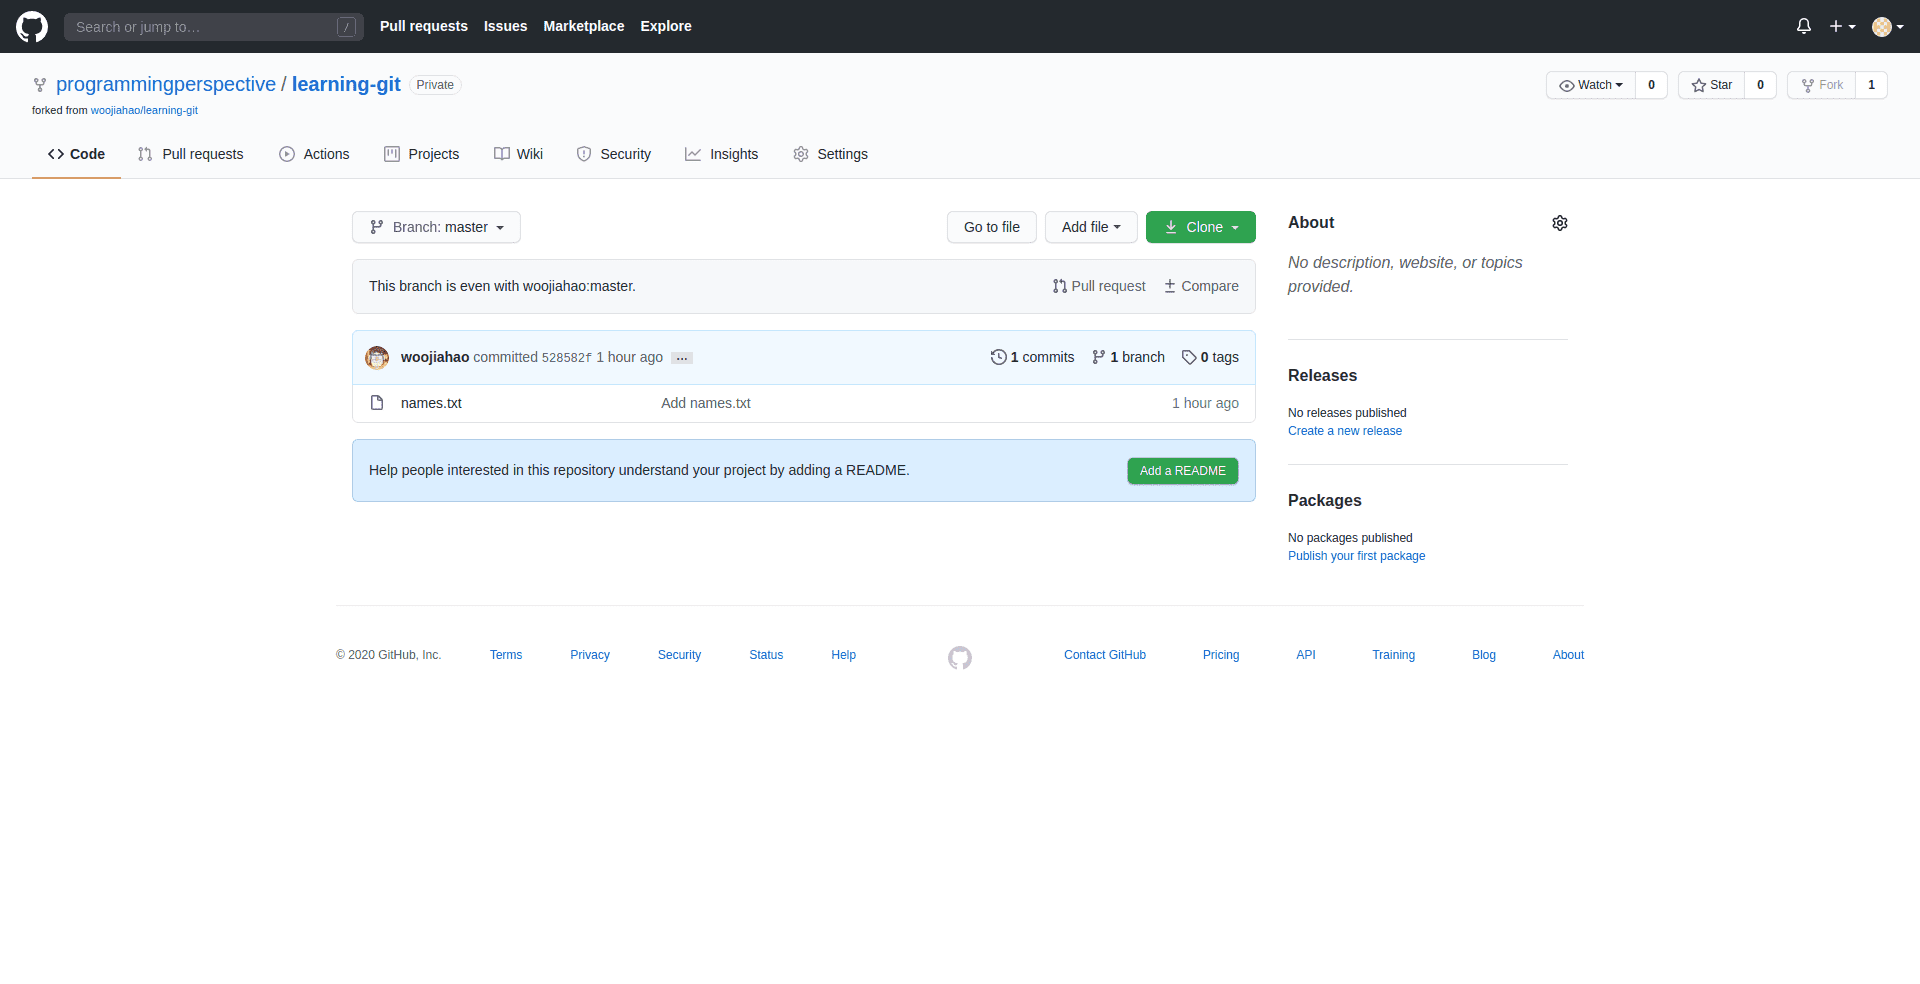 Search or jump to… / Pull requests Issues Marketplace Explore
programmingperspective / learning-git Private Watch 0 Star 0 Fork 1
forked from woojiahao/learning-git
Code Pull requests Actions Projects Wiki Security Insights Settings
Branch: master Go to file Add file Clone
This branch is even with woojiahao:master. Pull request Compare
woojiahao committed 528582f 1 hour ago … 1 commits 1 branch 0 tags
names.txt Add names.txt 1 hour ago
Help people interested in this repository understand your project by adding a README. Add a README
About
No description, website, or topics
provided.
Releases
No releases published
Create a new release
Packages
No packages published
Publish your first package
© 2020 GitHub, Inc. Terms Privacy Security Status Help Contact GitHub Pricing API Training Blog About